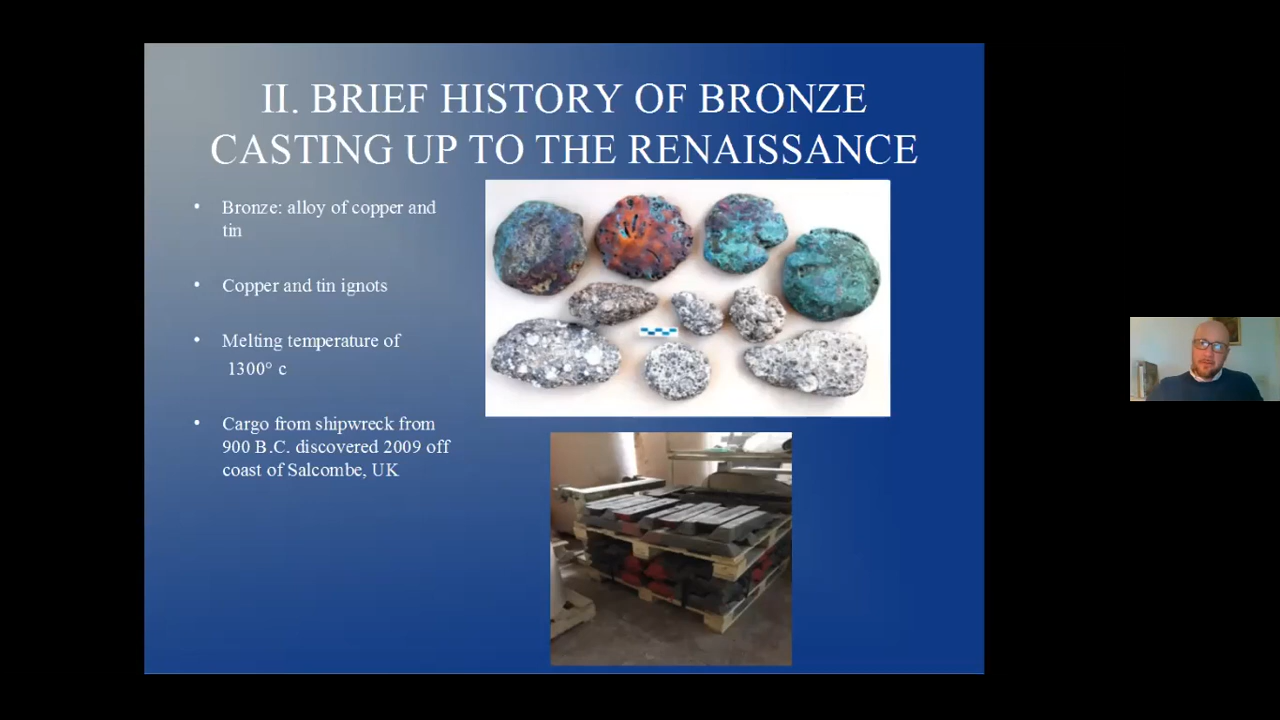 II. BRIEF HISTORY OF BRONZE
CASTING UP TO THE RENAISSANCE
• Bronze: alloy of copper and
tin
• Copper and tin ignots
• Melting temperature of
1300° c
• Cargo from shipwreck from
900 B.C. discovered 2009 off
coast of Salcombe, UK